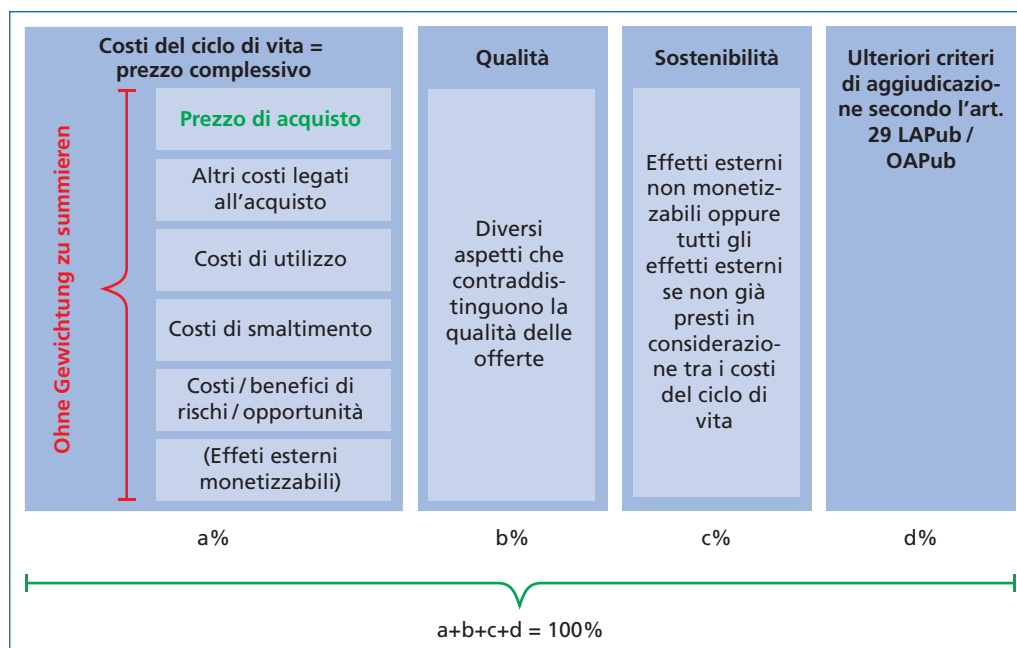 Costi del ciclo di vita =
prezzo complessivo
Ohne Gewichtung zu summieren
Prezzo di acquisto
Altri costi legati
all’acquisto
Costi di utilizzo
Costi di smaltimento
Costi / benefici di
rischi / opportunità
(Effeti esterni
monetizzabili)
a%
Qualità
Diversi
aspetti che
contraddis-
tinguono la
qualità delle
offerte
b%
Sostenibilità
Effetti esterni
non monetiz-
zabili oppure
tutti gli
effetti esterni
se non già
presti in
considerazio-
ne tra i costi
del ciclo di
vita
c%
Ulteriori criteri
di aggiudicazio-
ne secondo l’art.
29 LAPub /
OAPub
d%
a+b+c+d = 100%